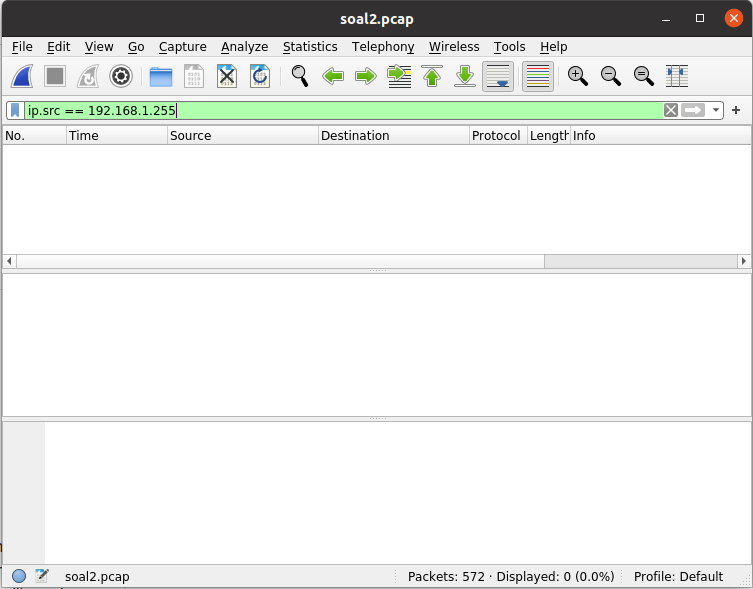 soal2.pcap
File Edit View Go Capture Analyze Statistics Telephony Wireless Tools Help
ip.src == 192.168.1.255
No. Time Source Destination Protocol Length Info
soal2.pcap Packets: 572 · Displayed: 0 (0.0%) Profile: Default